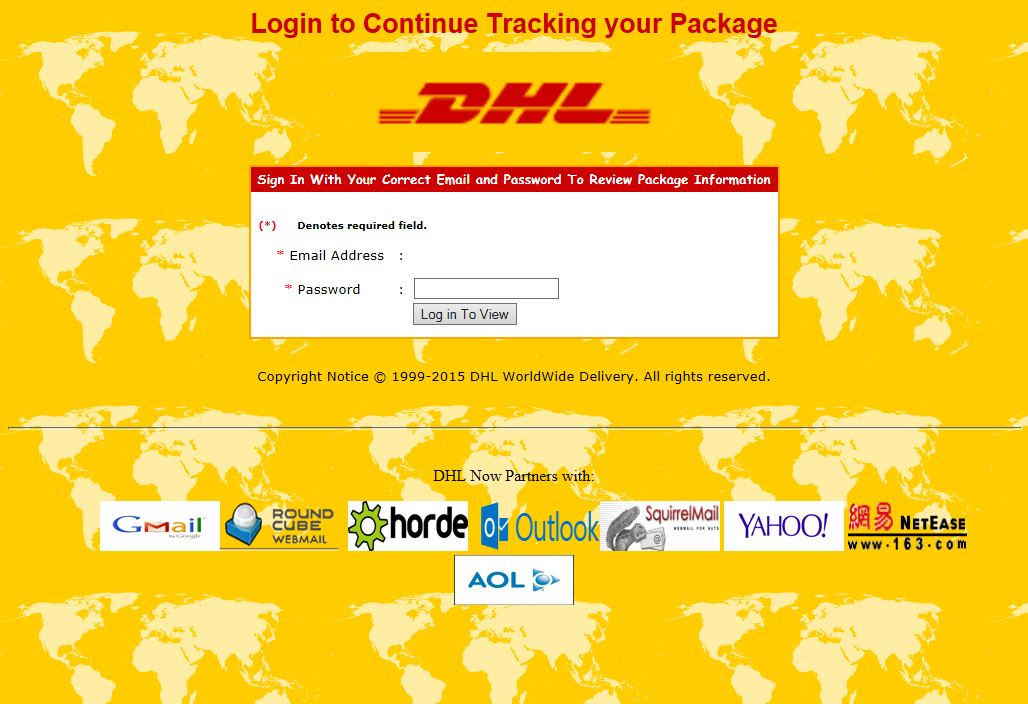 Login to Continue Tracking your Package
DHL
Sign In With Your Correct Email and Password To Review Package Information
(*) Denotes required field.
* Email Address :
* Password :
Log in To View
Copyright Notice © 1999-2015 DHL WorldWide Delivery. All rights reserved.
DHL Now Partners with:
Gmail by Google
ROUND CUBE WEBMAIL
horde
Outlook
SquirrelMail WEBMAIL FOR NUTS
YAHOO!
網易 NETEASE www.163.com
AOL